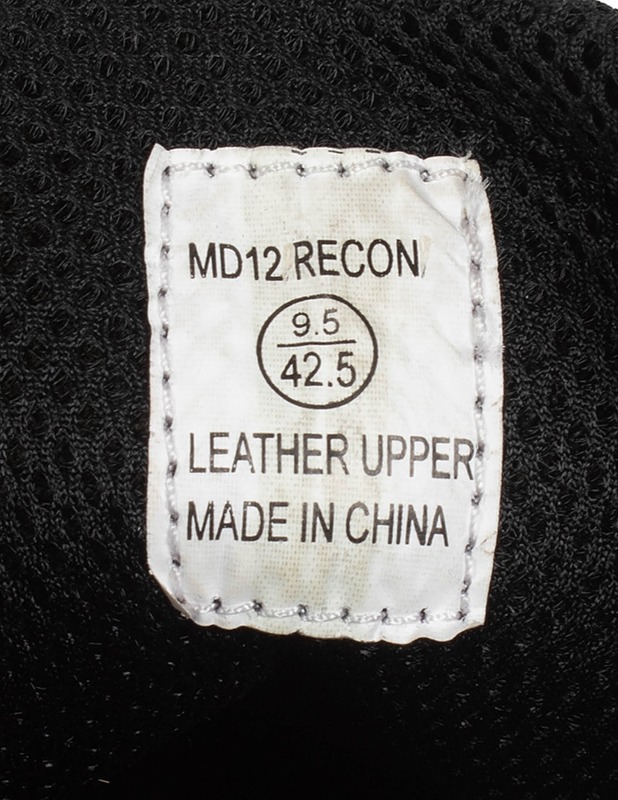 MD12 RECON
9.5
42.5
LEATHER UPPER
MADE IN CHINA